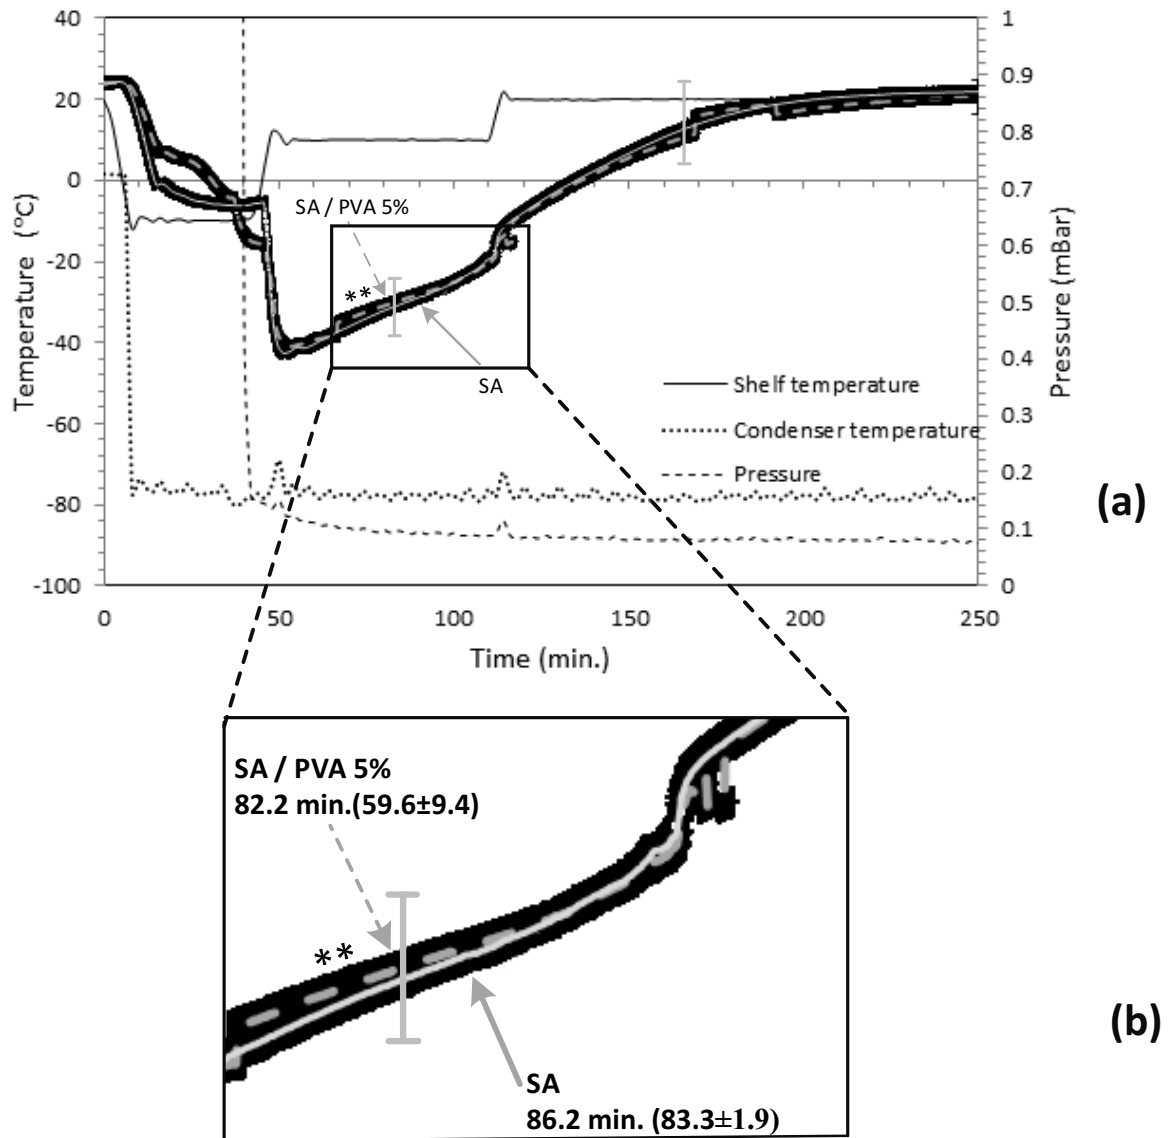 40
20
0
-20
-40
-60
-80
-100
Temperature (°C)
1
0.9
0.8
0.7
0.6
0.5
0.4
0.3
0.2
0.1
0
Pressure (mBar)
0 50 100 150 200 250
Time (min.)
SA / PVA 5%
**
SA
Shelf temperature
Condenser temperature
Pressure
(a)
SA / PVA 5%
82.2 min.(59.6±9.4)
**
SA
86.2 min. (83.3±1.9)
(b)